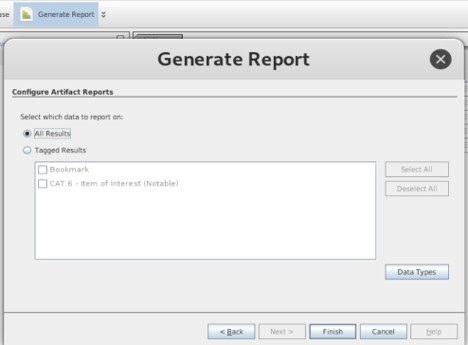 ase Generate Report
Generate Report
Configure Artifact Reports
Select which data to report on:
All Results
Tagged Results
Bookmark
CAT 6 - Item of Interest (Notable)
Select All
Deselect All
Data Types
< Back Next > Finish Cancel Help